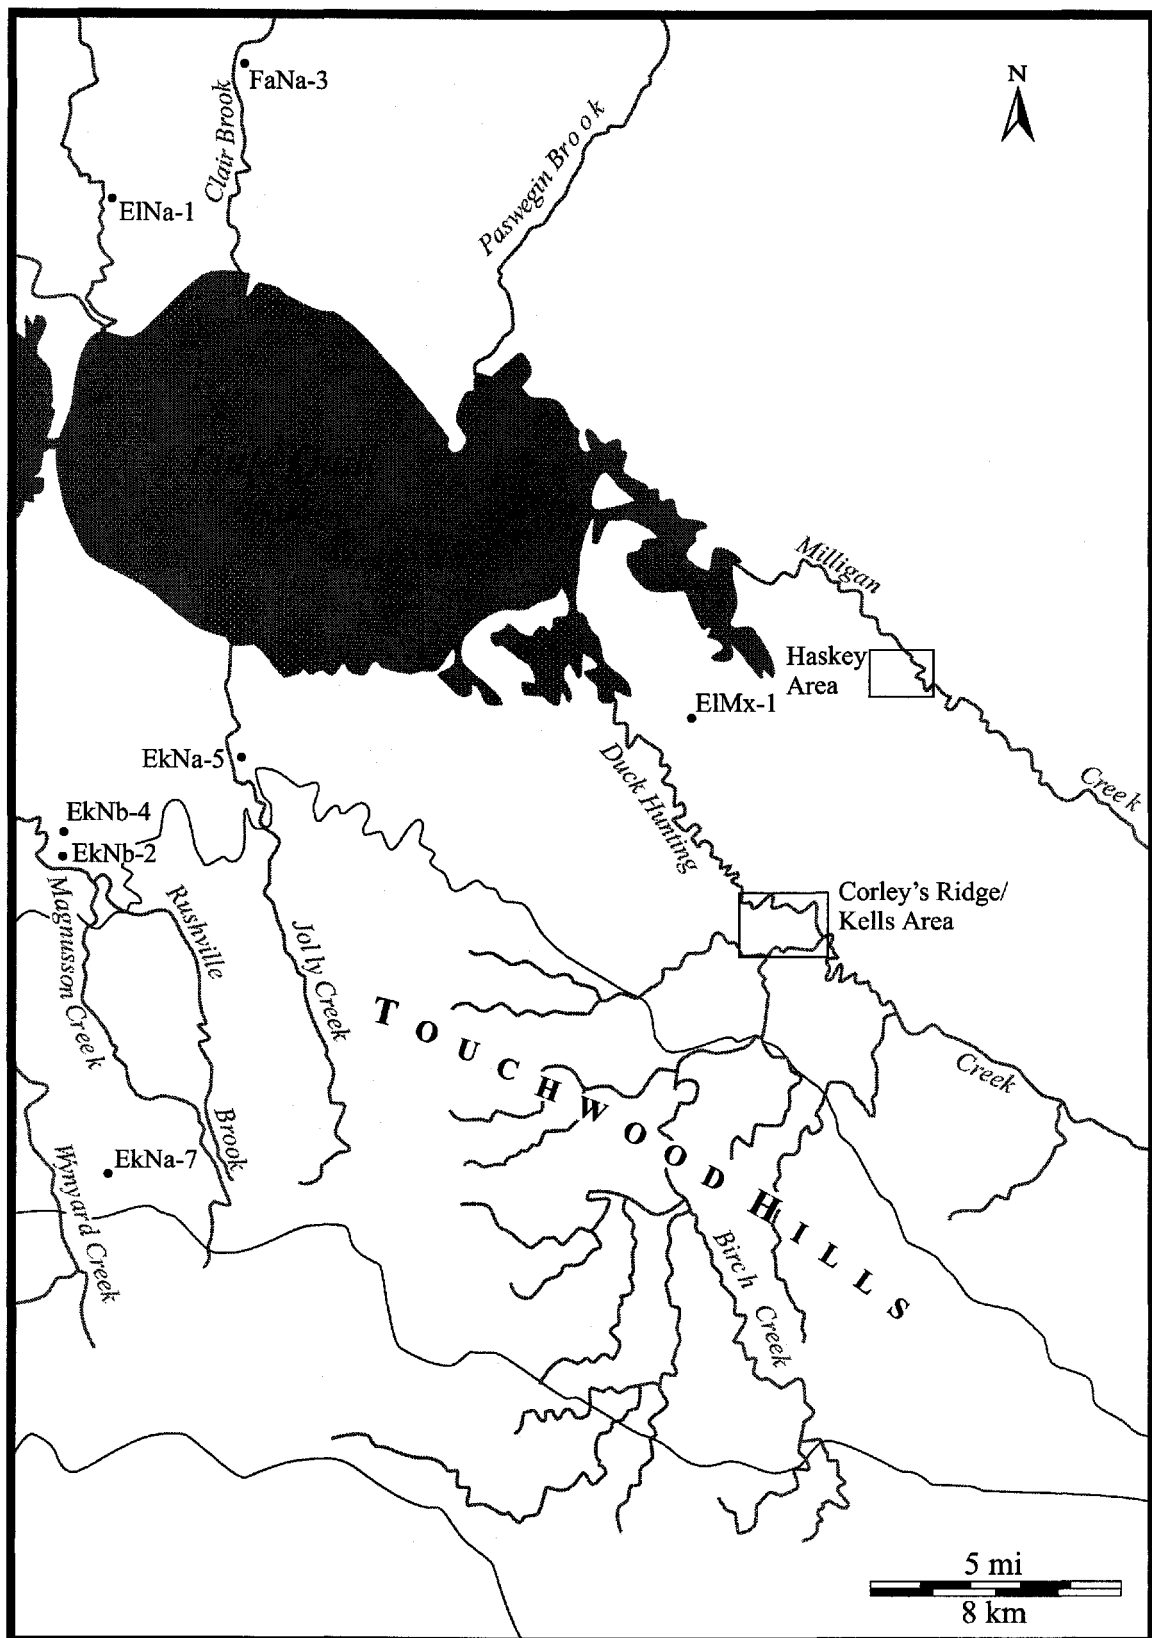 FaNa-3
N
Clair Brook
Paswegin Brook
ElNa-1
Milligan
Haskey
Area
ElMx-1
EkNa-5
Duck Hunting
Creek
EkNb-4
EkNb-2
Magnusson Creek
Rushville
Jolly Creek
Corley's Ridge/
Kells Area
TOUCHWOOD HILLS
Creek
Brook
EkNa-7
Wynyard Creek
Birch Creek
5 mi
8 km